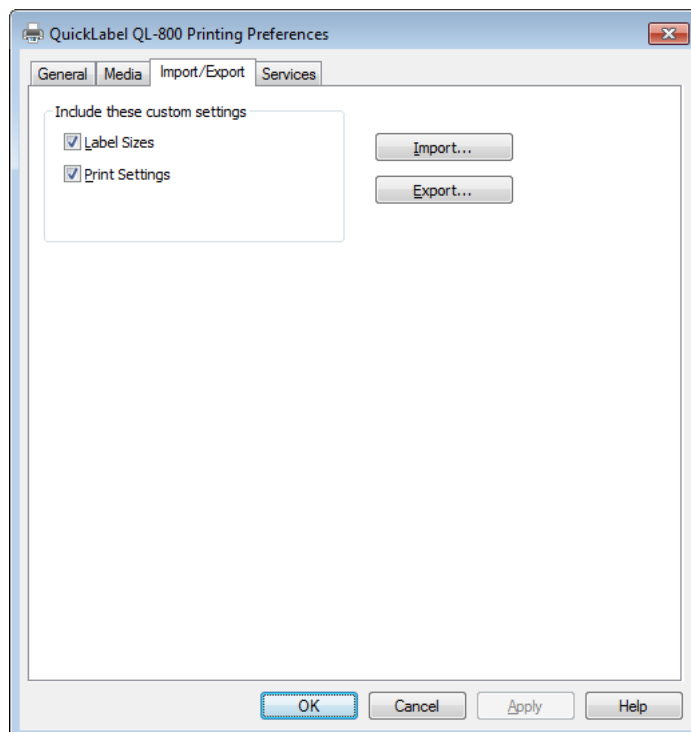 QuickLabel QL-800 Printing Preferences
General Media Import/Export Services
Include these custom settings
Label Sizes
Import...
Print Settings
Export...
OK Cancel Apply Help